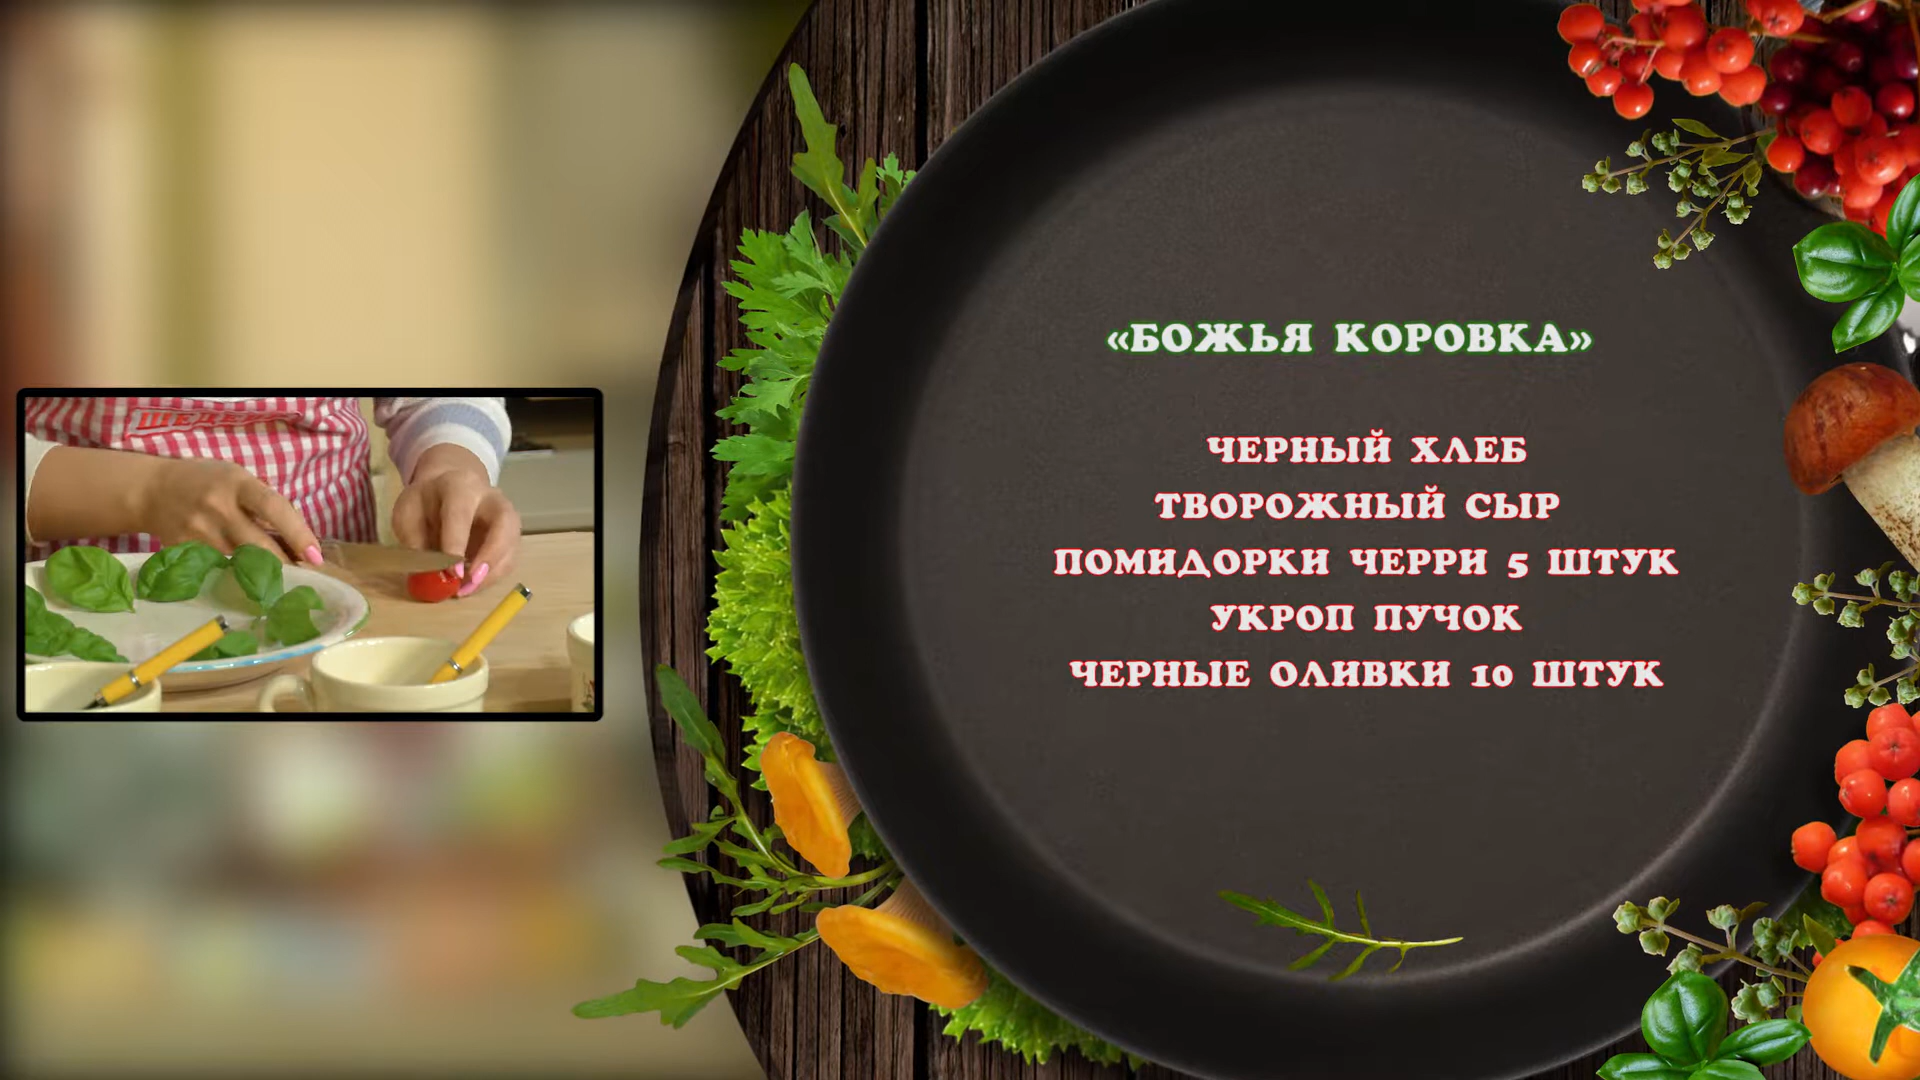 «БОЖЬЯ КОРОВКА»
ЧЕРНЫЙ ХЛЕБ
ТВОРОЖНЫЙ СЫР
ПОМИДОРКИ ЧЕРРИ 5 ШТУК
УКРОП ПУЧОК
ЧЕРНЫЕ ОЛИВКИ 10 ШТУК